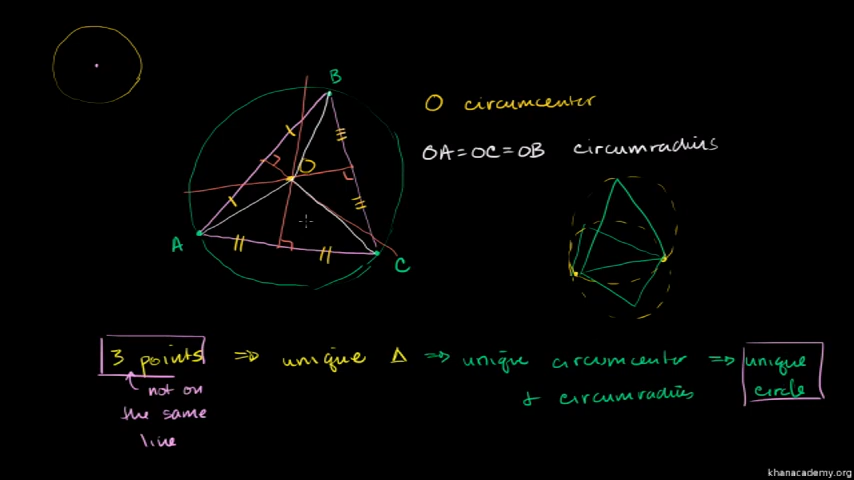 B
O circumcenter
OA = OC = OB circumradius
O
A
C
3 points ⇒ unique Δ ⇒ unique circumcenter ⇒ unique
& circumradius circle
not on
the same
line
khanacademy.org